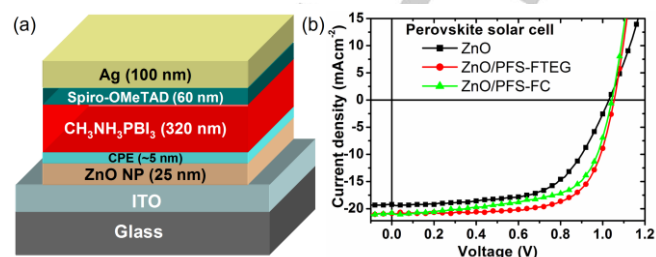 (a)
Ag (100 nm)
Spiro-OMeTAD (60 nm)
CH3NH3PBI3 (320 nm)
CPE (~5 nm)
ZnO NP (25 nm)
ITO
Glass
(b)
Perovskite solar cell
ZnO
ZnO/PFS-FTEG
ZnO/PFS-FC
Current density (mAcm-2)
15
10
5
0
-5
-10
-15
-20
0.0 0.2 0.4 0.6 0.8 1.0 1.2
Voltage (V)